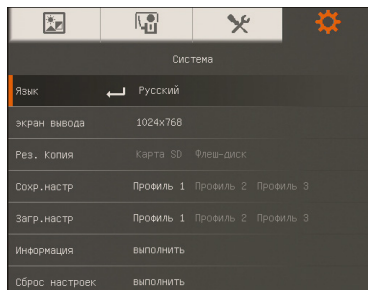 Система
Язык Русский
экран вывода 1024x768
Рез. Копия Карта SD Флеш-диск
Сохр.настр Профиль 1 Профиль 2 Профиль 3
Загр.настр Профиль 1 Профиль 2 Профиль 3
Информация выполнить
Сброс настроек выполнить